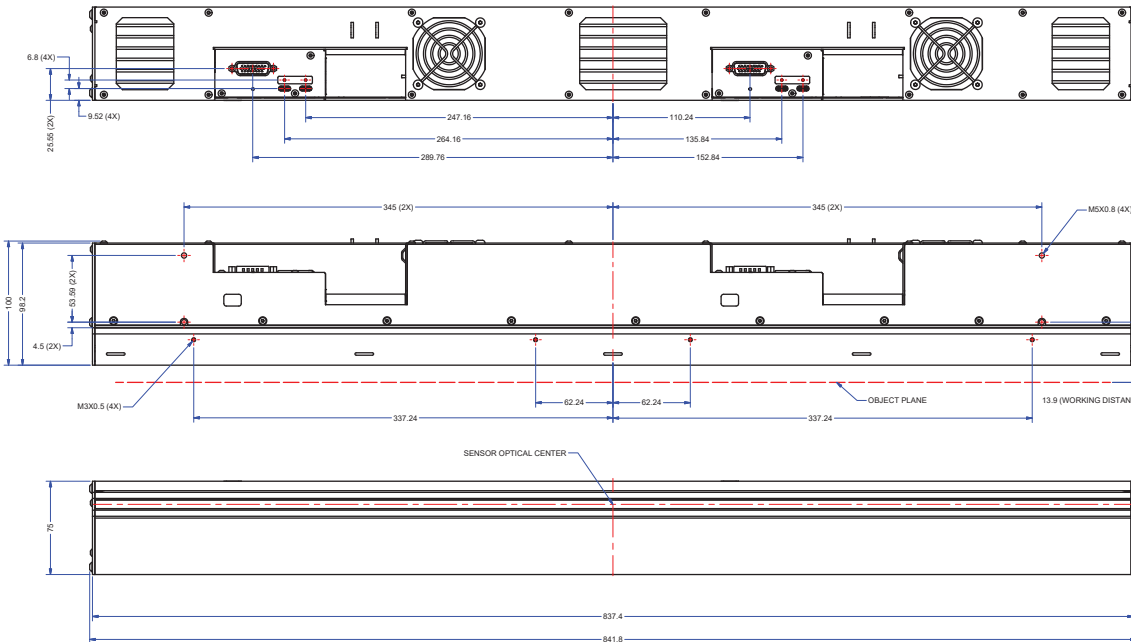 6.8 (4X)
9.52 (4X)
25.55 (2X)
247.16
110.24
264.16
135.84
289.76
152.84
345 (2X)
345 (2X)
M5X0.8 (4X)
100
98.2
53.59 (2X)
4.5 (2X)
M3X0.5 (4X)
62.24
62.24
OBJECT PLANE
13.9 (WORKING DISTAN
337.24
337.24
SENSOR OPTICAL CENTER
75
837.4
841.8